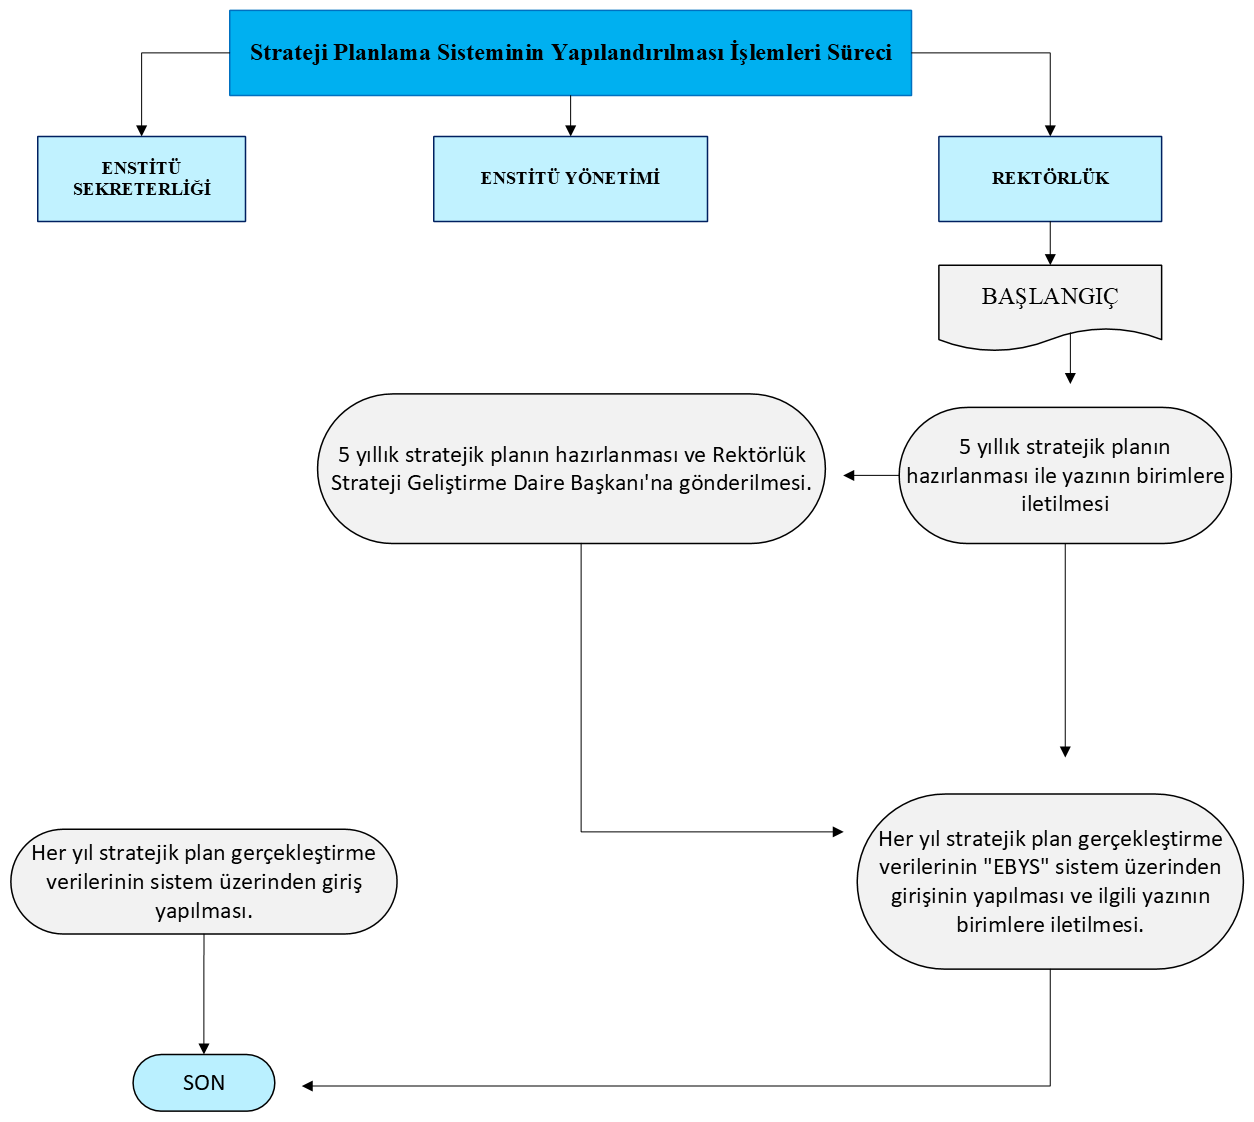 Strateji Planlama Sisteminin Yapılandırılması İşlemleri Süreci
ENSTİTÜ
SEKRETERLİĞİ
ENSTİTÜ YÖNETİMİ
REKTÖRLÜK
BAŞLANGIÇ
5 yıllık stratejik planın
hazırlanması ile yazının birimlere
iletilmesi
5 yıllık stratejik planın hazırlanması ve Rektörlük
Strateji Geliştirme Daire Başkanı'na gönderilmesi.
Her yıl stratejik plan gerçekleştirme
verilerinin "EBYS" sistem üzerinden
girişinin yapılması ve ilgili yazının
birimlere iletilmesi.
Her yıl stratejik plan gerçekleştirme
verilerinin sistem üzerinden giriş
yapılması.
SON